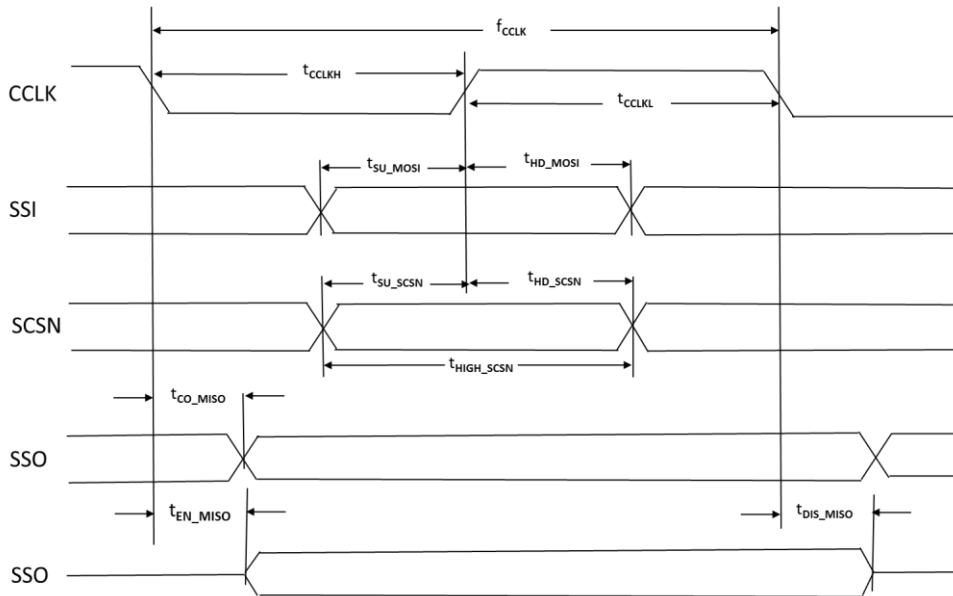 fCCLK
tCCLKH
CCLK
tCCLKL
tSU_MOSI
tHD_MOSI
SSI
tSU_SCSN
tHD_SCSN
SCSN
tHIGH_SCSN
tCO_MISO
SSO
tEN_MISO
tDIS_MISO
SSO